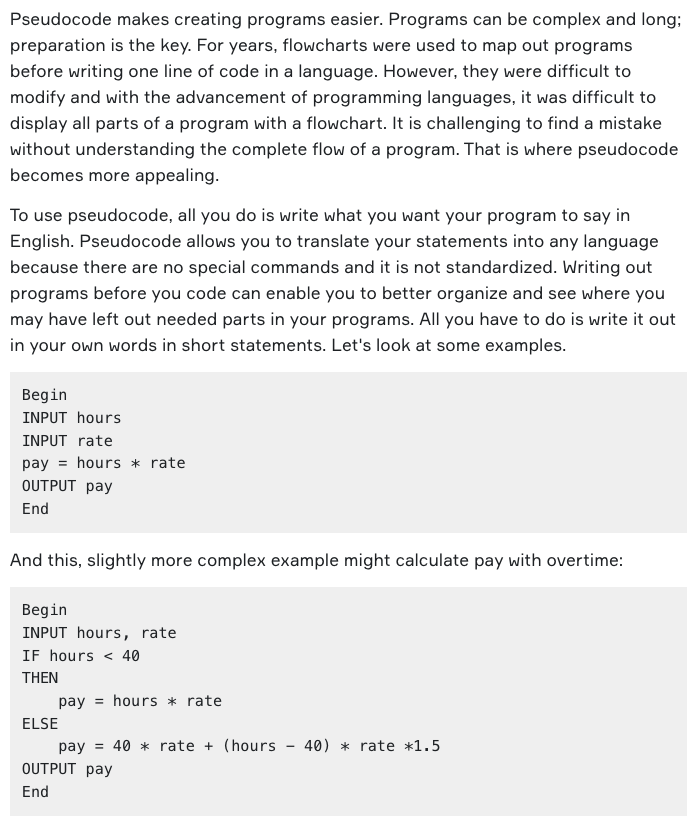 Pseudocode makes creating programs easier. Programs can be complex and long;
preparation is the key. For years, flowcharts were used to map out programs
before writing one line of code in a language. However, they were difficult to
modify and with the advancement of programming languages, it was difficult to
display all parts of a program with a flowchart. It is challenging to find a mistake
without understanding the complete flow of a program. That is where pseudocode
becomes more appealing.
To use pseudocode, all you do is write what you want your program to say in
English. Pseudocode allows you to translate your statements into any language
because there are no special commands and it is not standardized. Writing out
programs before you code can enable you to better organize and see where you
may have left out needed parts in your programs. All you have to do is write it out
in your own words in short statements. Let's look at some examples.
Begin
INPUT hours
INPUT rate
pay = hours * rate
OUTPUT pay
End
And this, slightly more complex example might calculate pay with overtime:
Begin
INPUT hours, rate
IF hours < 40
THEN
    pay = hours * rate
ELSE
    pay = 40 * rate + (hours − 40) * rate *1.5
OUTPUT pay
End